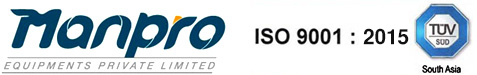 Manpro
EQUIPMENTS PRIVATE LIMITED
ISO 9001 : 2015
TÜV
SÜD
South Asia